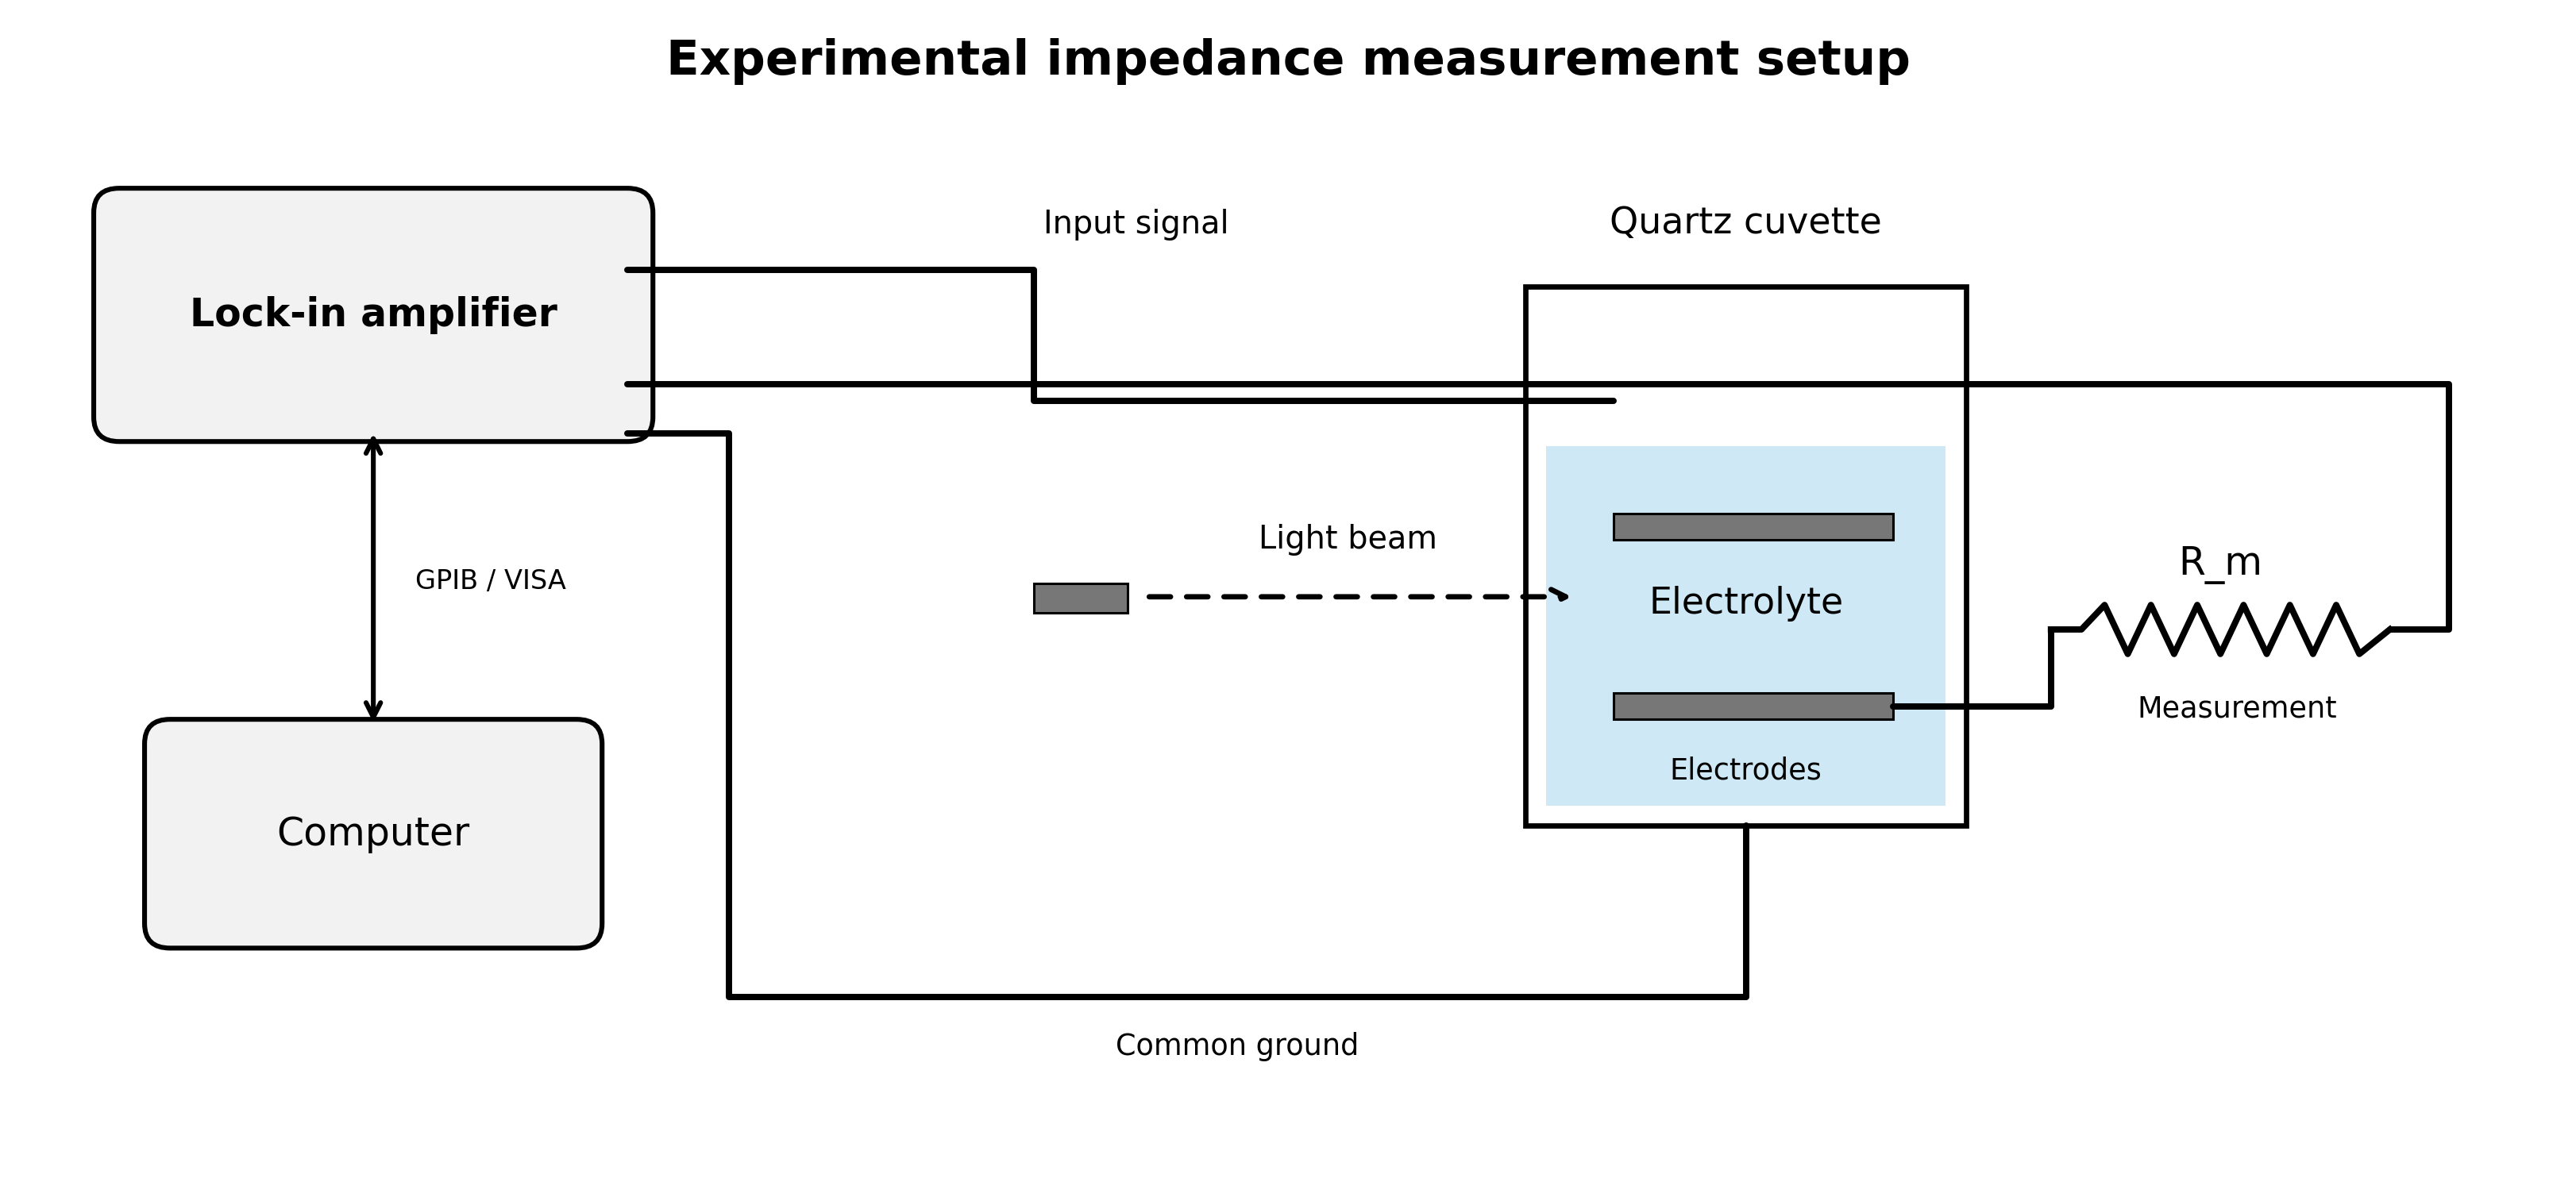 Experimental impedance measurement setup
Input signal
Quartz cuvette
Lock-in amplifier
Light beam
R_m
GPIB / VISA
Electrolyte
Measurement
Electrodes
Computer
Common ground